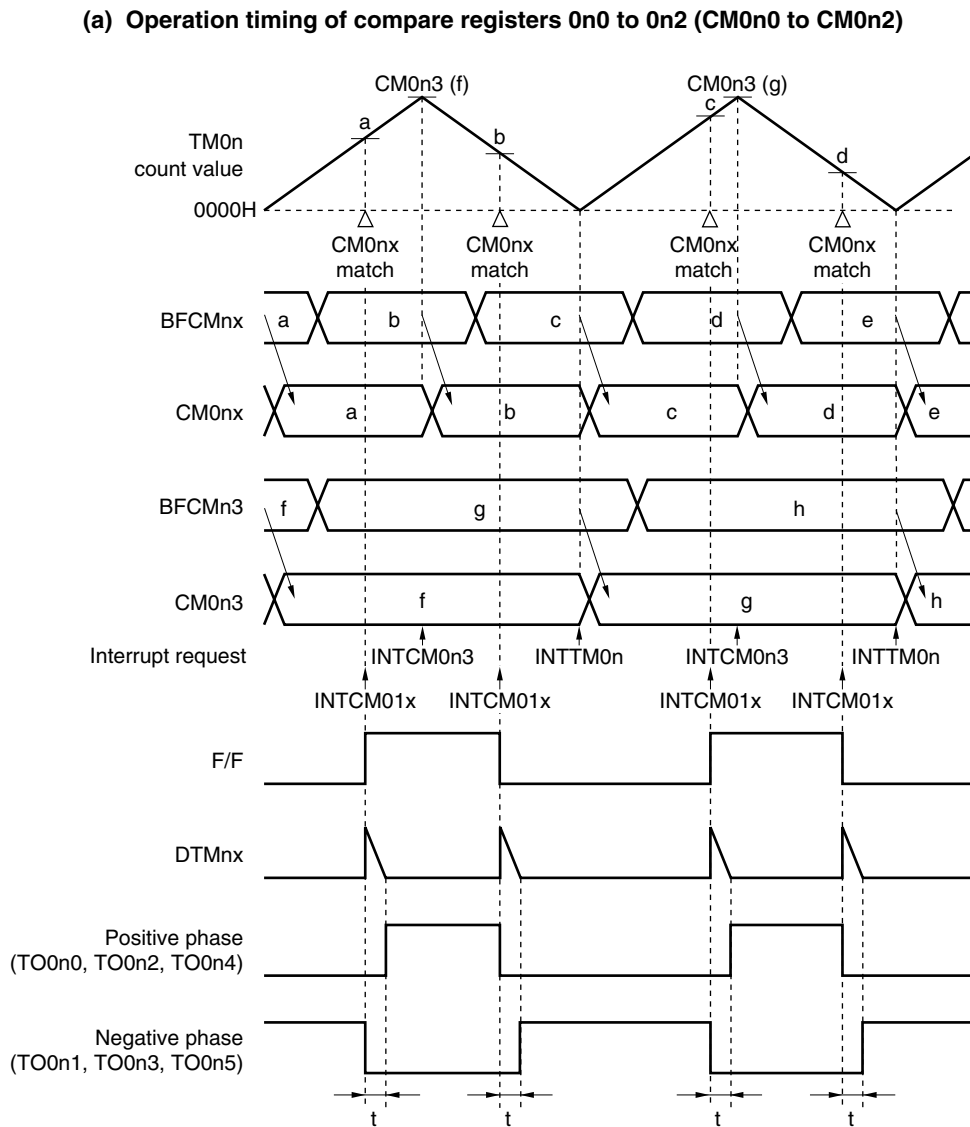 (a) Operation timing of compare registers 0n0 to 0n2 (CM0n0 to CM0n2)
CM0n3 (f)
CM0n3 (g)
a
b
c
d
TM0n
count value
0000H
CM0nx
match
CM0nx
match
CM0nx
match
CM0nx
match
BFCMnx
a
b
c
d
e
CM0nx
a
b
c
d
e
BFCMn3
f
g
h
CM0n3
f
g
h
Interrupt request
INTCM0n3
INTTM0n
INTCM0n3
INTTM0n
INTCM01x
INTCM01x
INTCM01x
INTCM01x
F/F
DTMnx
Positive phase
(TO0n0, TO0n2, TO0n4)
Negative phase
(TO0n1, TO0n3, TO0n5)
t
t
t
t